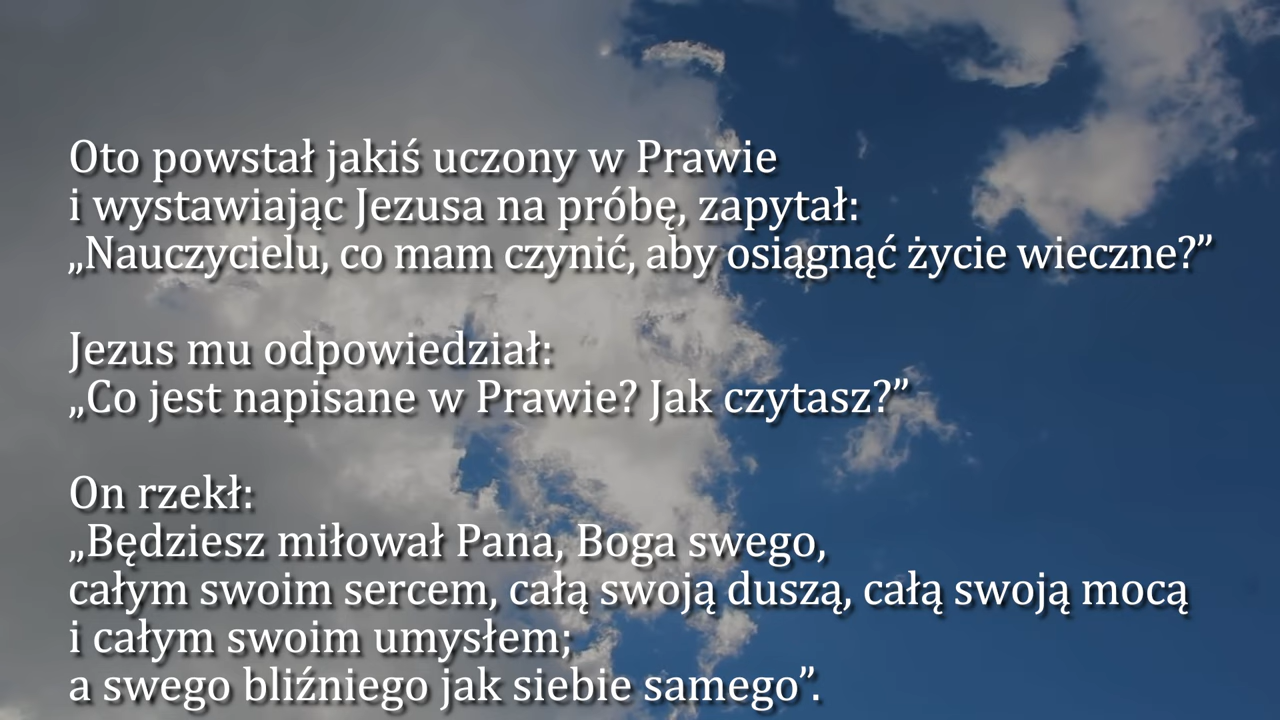 Oto powstał jakiś uczony w Prawie
i wystawiając Jezusa na próbę, zapytał:
„Nauczycielu, co mam czynić, aby osiągnąć życie wieczne?”
Jezus mu odpowiedział:
„Co jest napisane w Prawie? Jak czytasz?”
On rzekł:
„Będziesz miłował Pana, Boga swego,
całym swoim sercem, całą swoją duszą, całą swoją mocą
i całym swoim umysłem;
a swego bliźniego jak siebie samego”.